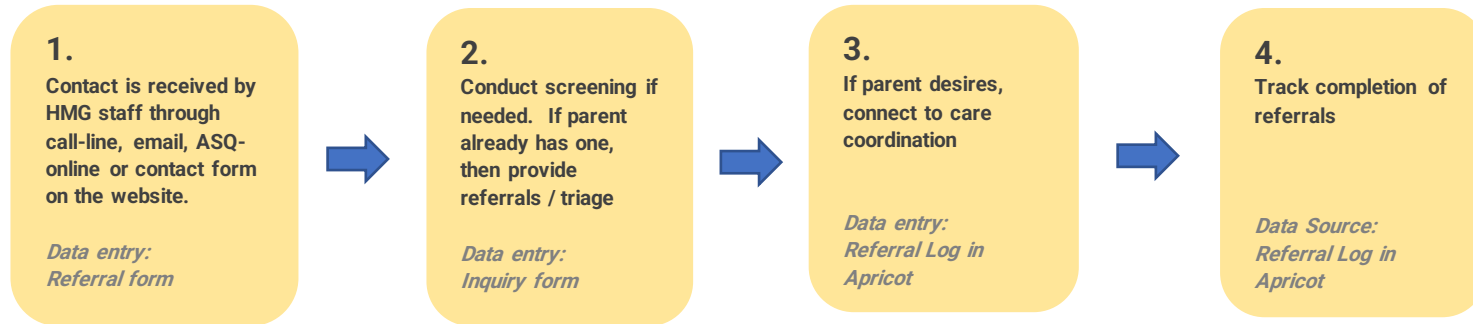 1.
Contact is received by
HMG staff through
call-line, email, ASQ-
online or contact form
on the website.
Data entry:
Referral form
2.
Conduct screening if
needed. If parent
already has one,
then provide
referrals / triage
Data entry:
Inquiry form
3.
If parent desires,
connect to care
coordination
Data entry:
Referral Log in
Apricot
4.
Track completion of
referrals
Data Source:
Referral Log in
Apricot